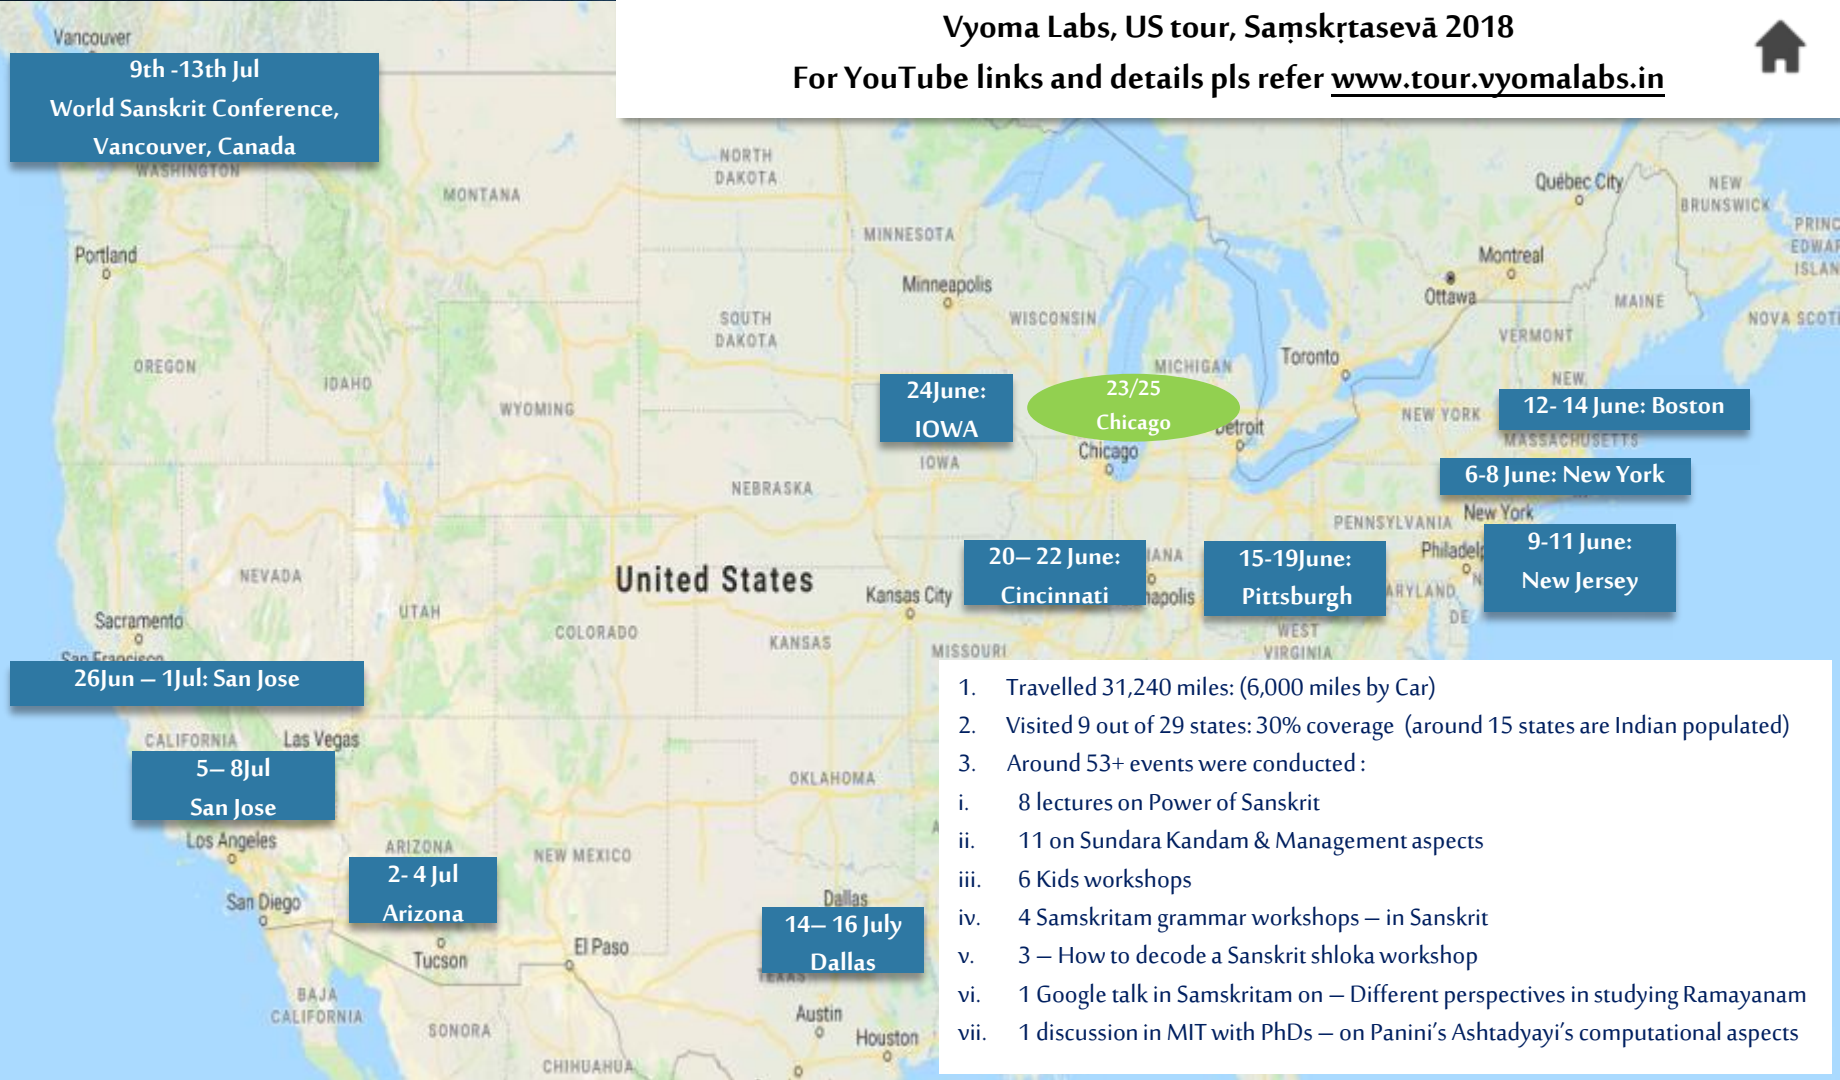 Vyoma Labs, US tour, Saṃskṛtasevā 2018
For YouTube links and details pls refer www.tour.vyomalabs.in
Vancouver
9th -13th Jul
World Sanskrit Conference,
Vancouver, Canada
WASHINGTON
NORTH
DAKOTA
MONTANA
Québec City
NEW
BRUNSWICK
MINNESOTA
Portland
Montreal
Minneapolis
Ottawa
MAINE
WISCONSIN
SOUTH
DAKOTA
NOVA SCOTI
VERMONT
OREGON
IDAHO
MICHIGAN
Toronto
NEW
24June:
IOWA
23/25
Chicago
WYOMING
NEW YORK
12- 14 June: Boston
MASSACHUSETTS
Detroit
Chicago
IOWA
NEBRASKA
6-8 June: New York
New York
PENNSYLVANIA
Philadelp
9-11 June:
New Jersey
20– 22 June:
Cincinnati
IANA
napolis
15-19June:
Pittsburgh
ARYLAND
DE
NEVADA
United States
Kansas City
UTAH
Sacramento
COLORADO
KANSAS
MISSOURI
WEST
VIRGINIA
San Francisco
26Jun – 1Jul: San Jose
CALIFORNIA
Las Vegas
5– 8Jul
San Jose
OKLAHOMA
Los Angeles
ARIZONA
NEW MEXICO
2- 4 Jul
Arizona
San Diego
Dallas
14– 16 July
Dallas
TEXAS
Tucson
El Paso
BAJA
CALIFORNIA
SONORA
Austin
Houston
CHIHUAHUA
1. Travelled 31,240 miles: (6,000 miles by Car)
2. Visited 9 out of 29 states: 30% coverage (around 15 states are Indian populated)
3. Around 53+ events were conducted :
i. 8 lectures on Power of Sanskrit
ii. 11 on Sundara Kandam & Management aspects
iii. 6 Kids workshops
iv. 4 Samskritam grammar workshops – in Sanskrit
v. 3 – How to decode a Sanskrit shloka workshop
vi. 1 Google talk in Samskritam on – Different perspectives in studying Ramayanam
vii. 1 discussion in MIT with PhDs – on Panini's Ashtadyayi's computational aspects